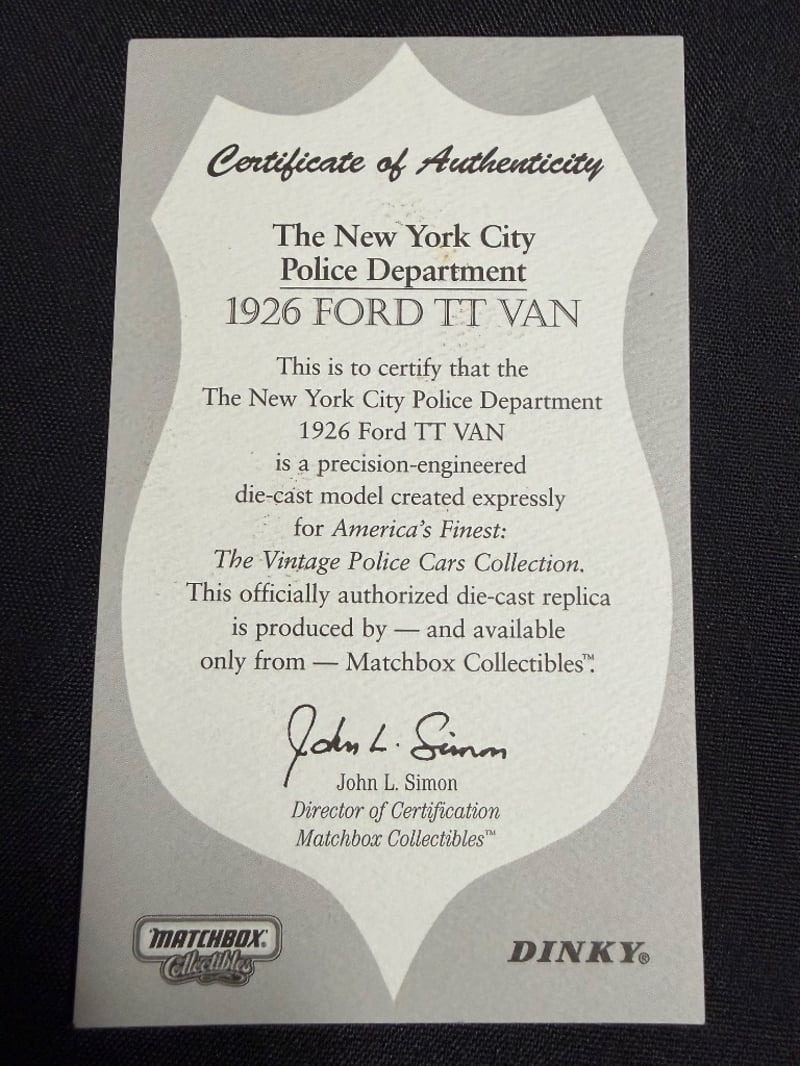 Certificate of Authenticity
The New York City
Police Department
1926 FORD TT VAN
This is to certify that the
The New York City Police Department
1926 Ford TT VAN
is a precision-engineered
die-cast model created expressly
for America's Finest:
The Vintage Police Cars Collection.
This officially authorized die-cast replica
is produced by — and available
only from — Matchbox Collectibles™.
John L. Simon
John L. Simon
Director of Certification
Matchbox Collectibles™
MATCHBOX®
Collectibles
DINKY®